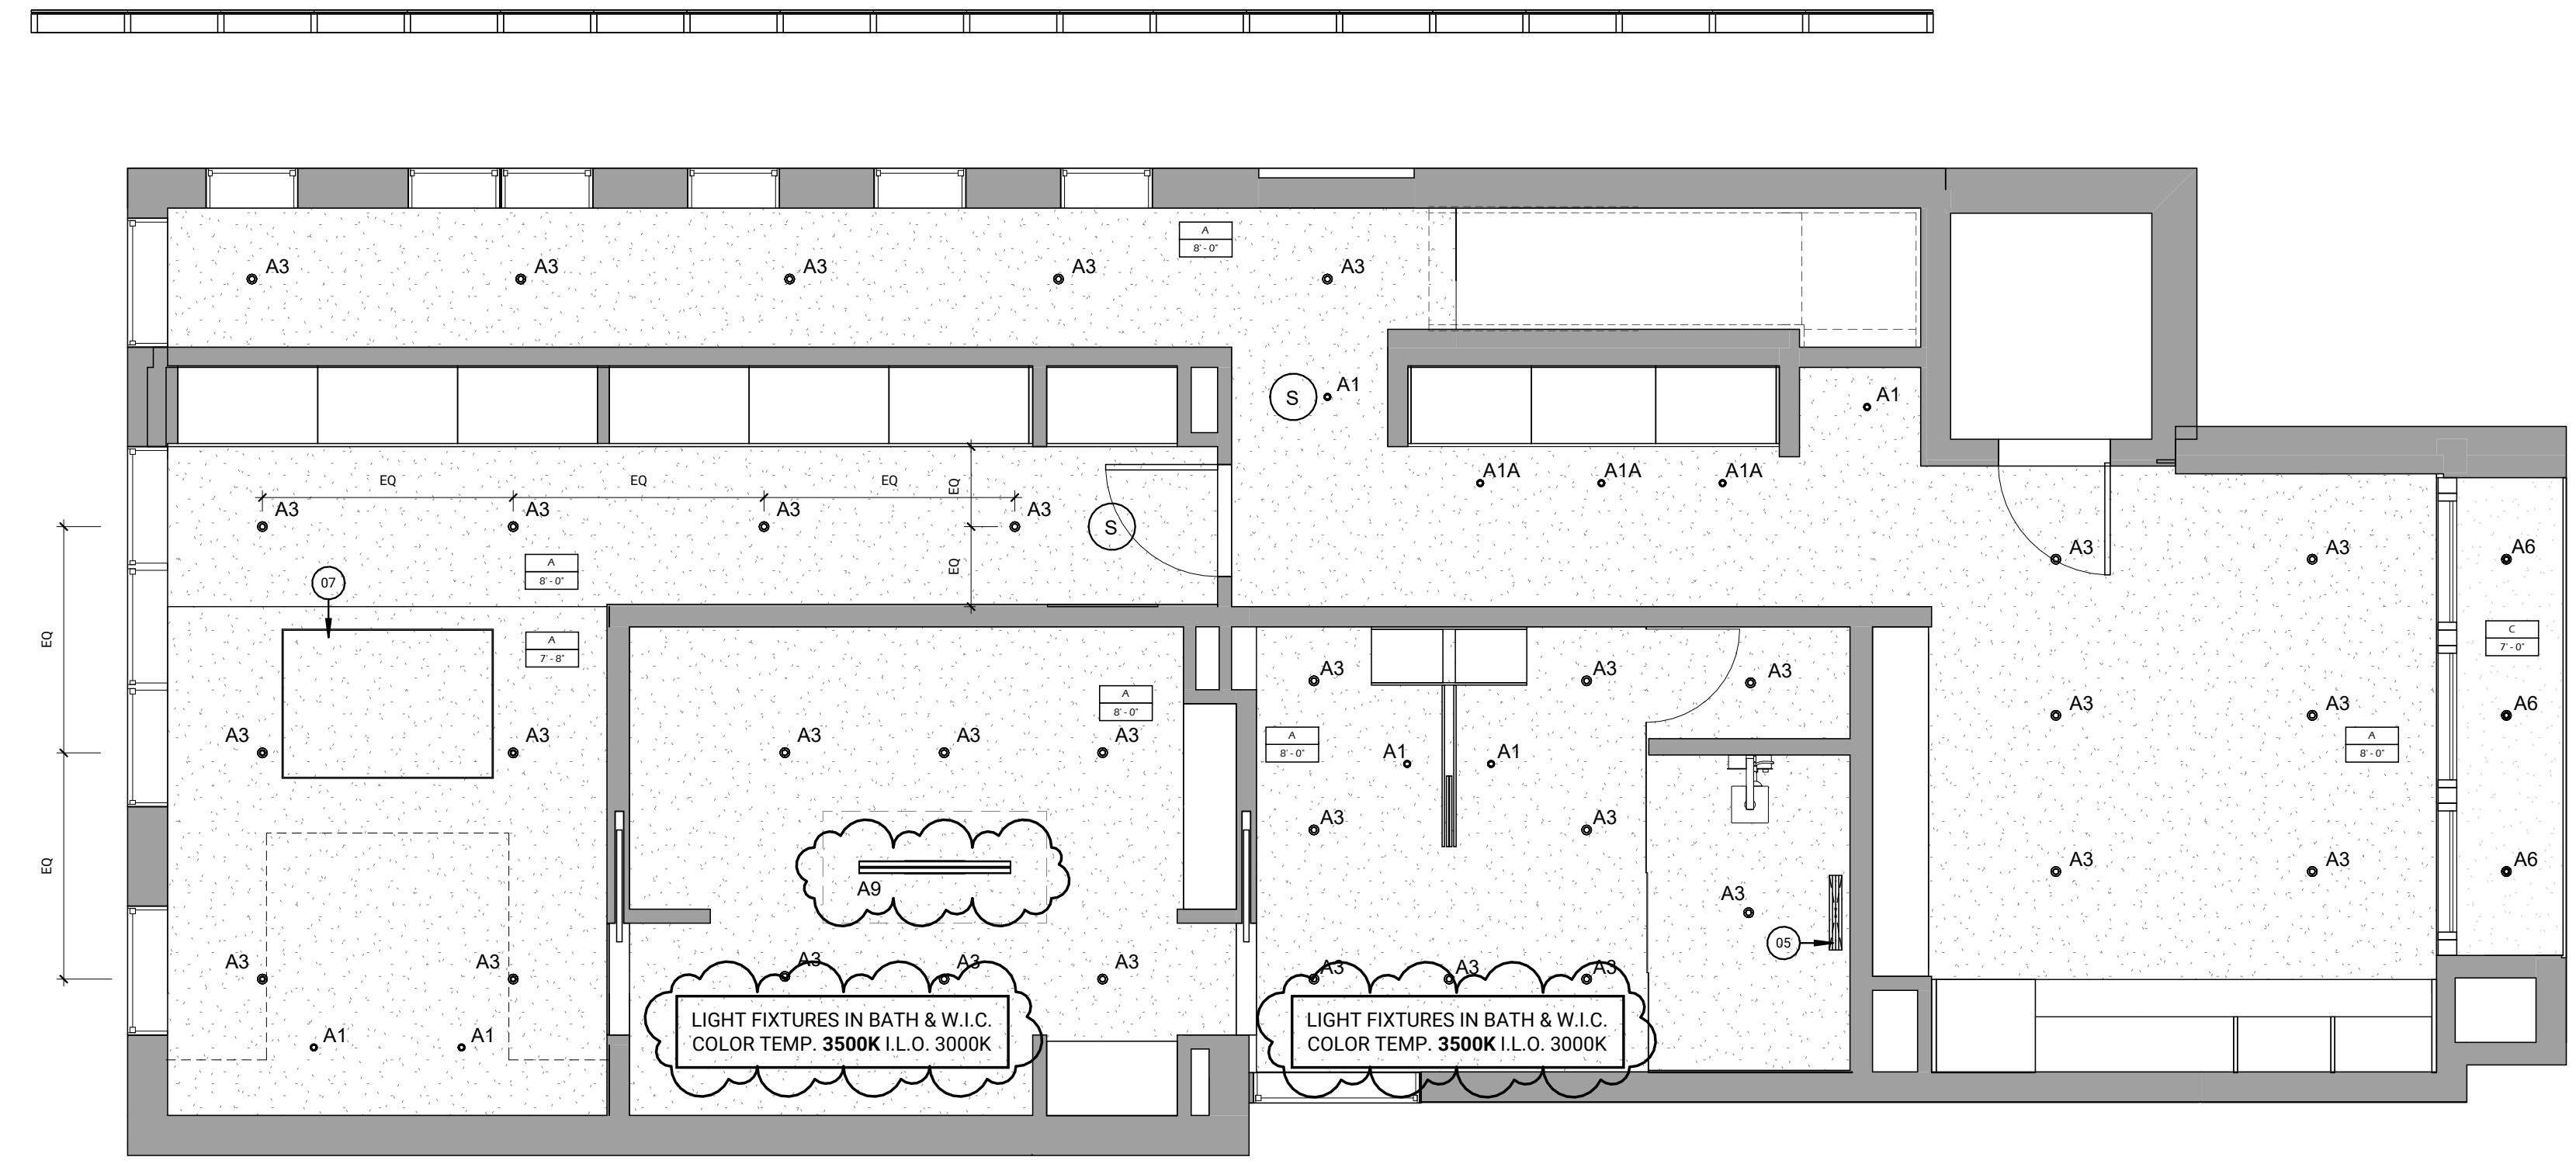 A
8' - 0"
A3 A3 A3 A3 A3
S A1 A1
A1A A1A A1A
EQ EQ EQ EQ
A3 A3 A3 A3
S
A3 A3 A6
EQ
A
8' - 0"
07
EQ
A
7' - 8"
C
7' - 0"
A3 A3 A3
A
8' - 0"
A3 A3 A6
A
8' - 0"
A
8' - 0"
A3 A3 A3 A3 A3
A1 A1
A3 A3
EQ
A3 A3 A6
A9
A3
05
A3 A3 A3 A3 A3 A3 A3 A3
LIGHT FIXTURES IN BATH & W.I.C.
COLOR TEMP. 3500K I.L.O. 3000K
LIGHT FIXTURES IN BATH & W.I.C.
COLOR TEMP. 3500K I.L.O. 3000K
A1 A1